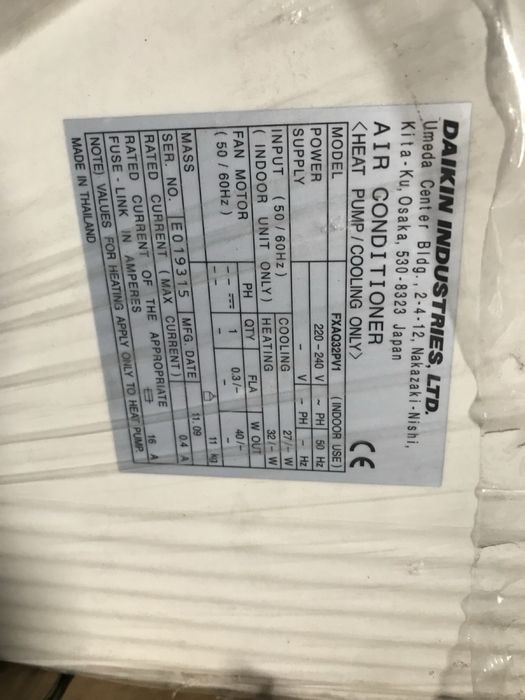 DAIKIN INDUSTRIES, LTD.
Umeda Center Bldg., 2-4-12, Nakazaki-Nishi,
Kita-Ku, Osaka, 530-8323 Japan
AIR CONDITIONER
<HEAT PUMP/COOLING ONLY> CE
MODEL FXAQ32PV1 (INDOOR USE)
POWER SUPPLY 220-240 V ~ PH 50 Hz
- V - PH - Hz
INPUT (50/60Hz) COOLING 27/- W
(INDOOR UNIT ONLY) HEATING 32/- W
FAN MOTOR PH QTY FLA W OUT
(50/60Hz) -- 1 0.3/- 40/-
-- - - -
MASS 11 kg
SER. NO. E019315 MFG. DATE 11.09
RATED CURRENT (MAX CURRENT) 0.4 A
RATED CURRENT OF THE APPROPRIATE
FUSE-LINK IN AMPERES 16 A
NOTE) VALUES FOR HEATING APPLY ONLY TO HEAT PUMP.
MADE IN THAILAND